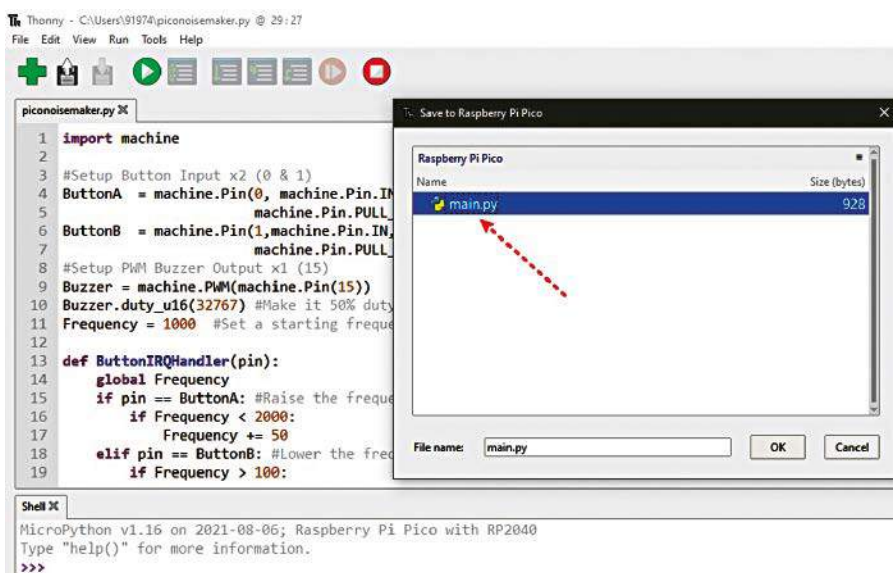 Thonny - C:\Users\91974\piconoisemaker.py @ 29:27
File Edit View Run Tools Help
piconoisemaker.py
1 import machine
2
3 #Setup Button Input x2 (0 & 1)
4 ButtonA = machine.Pin(0, machine.Pin.IN
5 machine.Pin.PULL_
6 ButtonB = machine.Pin(1,machine.Pin.IN,
7 machine.Pin.PULL_
8 #Setup PWM Buzzer Output x1 (15)
9 Buzzer = machine.PWM(machine.Pin(15))
10 Buzzer.duty_u16(32767) #Make it 50% duty
11 Frequency = 1000 #Set a starting freque
12
13 def ButtonIRQHandler(pin):
14 global Frequency
15 if pin == ButtonA: #Raise the freque
16 if Frequency < 2000:
17 Frequency += 50
18 elif pin == ButtonB: #Lower the freq
19 if Frequency > 100:
Save to Raspberry Pi Pico
Raspberry Pi Pico
Name Size (bytes)
main.py 928
File name: main.py OK Cancel
Shell
MicroPython v1.16 on 2021-08-06; Raspberry Pi Pico with RP2040
Type "help()" for more information.
>>>